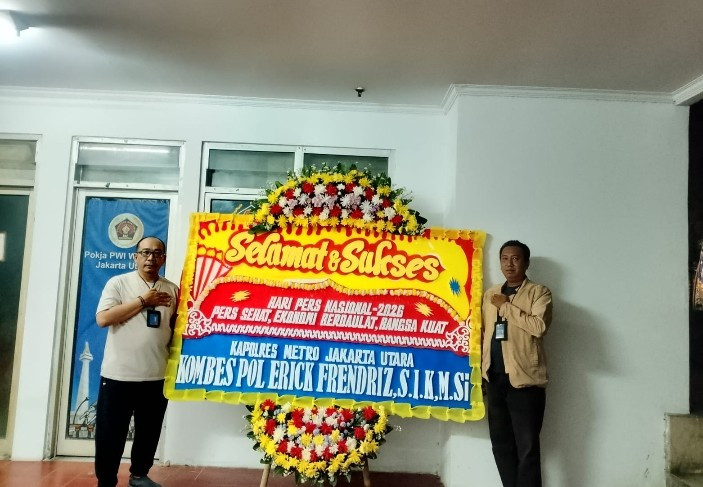 Pokja PWI W
Jakarta U
Selamat & Sukses
HARI PERS NASIONAL-2026
PERS SEHAT, EKONOMI BERDAULAT, BANGSA KUAT
KAPOLRES METRO JAKARTA UTARA
KOMBES POL ERICK FRENDRIZ,S.I.K,M.Si